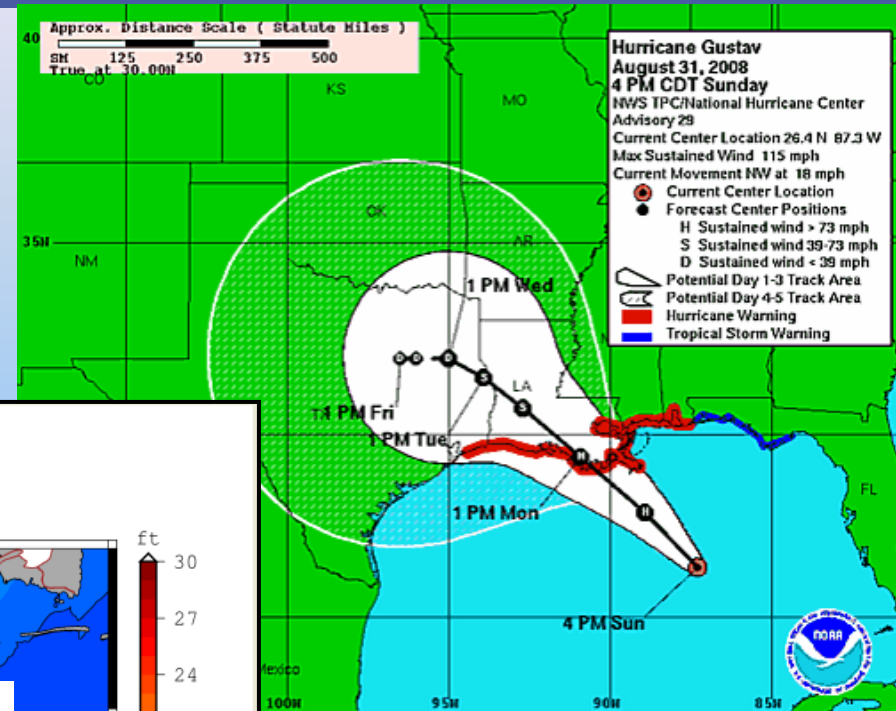 Approx. Distance Scale ( Statute Miles )
SM 125 250 375 500
True at 30.00N
Hurricane Gustav
August 31, 2008
4 PM CDT Sunday
NWS TPC/National Hurricane Center
Advisory 29
Current Center Location 26.4 N 87.3 W
Max Sustained Wind 115 mph
Current Movement NW at 18 mph
Current Center Location
Forecast Center Positions
H Sustained wind > 73 mph
S Sustained wind 39-73 mph
D Sustained wind < 39 mph
Potential Day 1-3 Track Area
Potential Day 4-5 Track Area
Hurricane Warning
Tropical Storm Warning
40
CO
KS
MO
35N
NM
OK
AR
1 PM Wed
D D D
S
LA
S
1 PM Fri
1 PM Tue
H
FL
1 PM Mon
H
4 PM Sun
NOAA
Mexico
100W 95W 90W 85W
ft
30
27
24